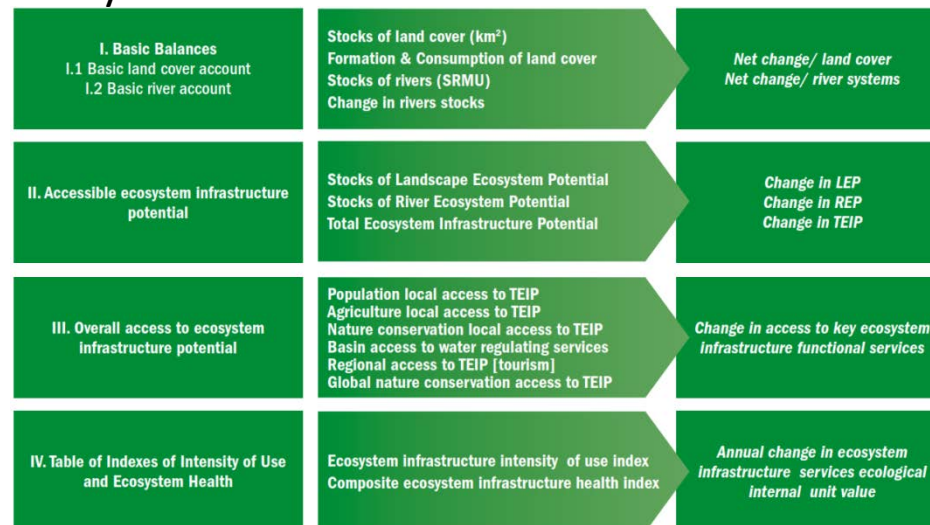 I. Basic Balances
I.1 Basic land cover account
I.2 Basic river account
Stocks of land cover (km²)
Formation & Consumption of land cover
Stocks of rivers (SRMU)
Change in rivers stocks
Net change/ land cover
Net change/ river systems
II. Accessible ecosystem infrastructure
potential
Stocks of Landscape Ecosystem Potential
Stocks of River Ecosystem Potential
Total Ecosystem Infrastructure Potential
Change in LEP
Change in REP
Change in TEIP
III. Overall access to ecosystem
infrastructure potential
Population local access to TEIP
Agriculture local access to TEIP
Nature conservation local access to TEIP
Basin access to water regulating services
Regional access to TEIP [tourism]
Global nature conservation access to TEIP
Change in access to key ecosystem
infrastructure functional services
IV. Table of Indexes of Intensity of Use
and Ecosystem Health
Ecosystem infrastructure intensity of use index
Composite ecosystem infrastructure health index
Annual change in ecosystem
infrastructure services ecological
internal unit value